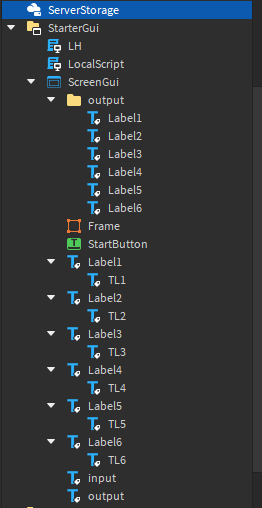 ServerStorage
StarterGui
LH
LocalScript
ScreenGui
output
Label1
Label2
Label3
Label4
Label5
Label6
Frame
StartButton
Label1
TL1
Label2
TL2
Label3
TL3
Label4
TL4
Label5
TL5
Label6
TL6
input
output